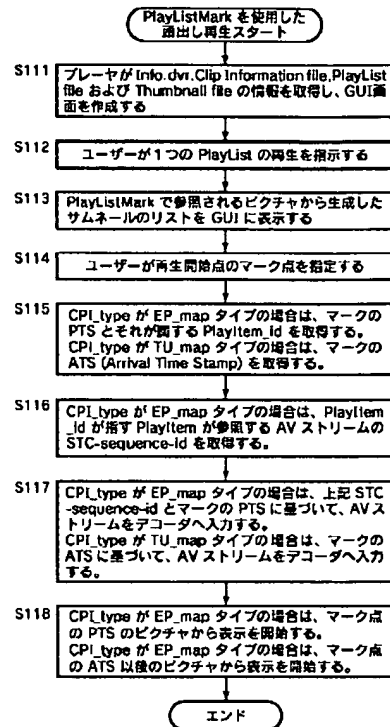 PlayListMark を使用した
頭出し再生スタート
S111
プレーヤが Info.dvr,Clip Information file,PlayList
file および Thumbnail file の情報を取得し、GUI画
面を作成する
S112
ユーザーが1つの PlayList の再生を指示する
S113
PlayListMark で参照されるピクチャから生成した
サムネールのリストを GUI に表示する
S114
ユーザーが再生開始点のマーク点を指定する
S115
CPI_type が EP_map タイプの場合は、マークの
PTS とそれが属する PlayItem_id を取得する。
CPI_type が TU_map タイプの場合は、マークの
ATS (Arrival Time Stamp) を取得する。
S116
CPI_type が EP_map タイプの場合は、PlayItem
_id が指す PlayItem が参照する AV ストリームの
STC-sequence-id を取得する。
S117
CPI_type が EP_map タイプの場合は、上記 STC
-sequence-id とマークの PTS に基づいて、AV ス
トリームをデコーダへ入力する。
CPI_type が TU_map タイプの場合は、マークの
ATS に基づいて、AV ストリームをデコーダへ入力
する。
S118
CPI_type が EP_map タイプの場合は、マーク点
の PTS のピクチャから表示を開始する。
CPI_type が EP_map タイプの場合は、マーク点
の ATS 以後のピクチャから表示を開始する。
エンド